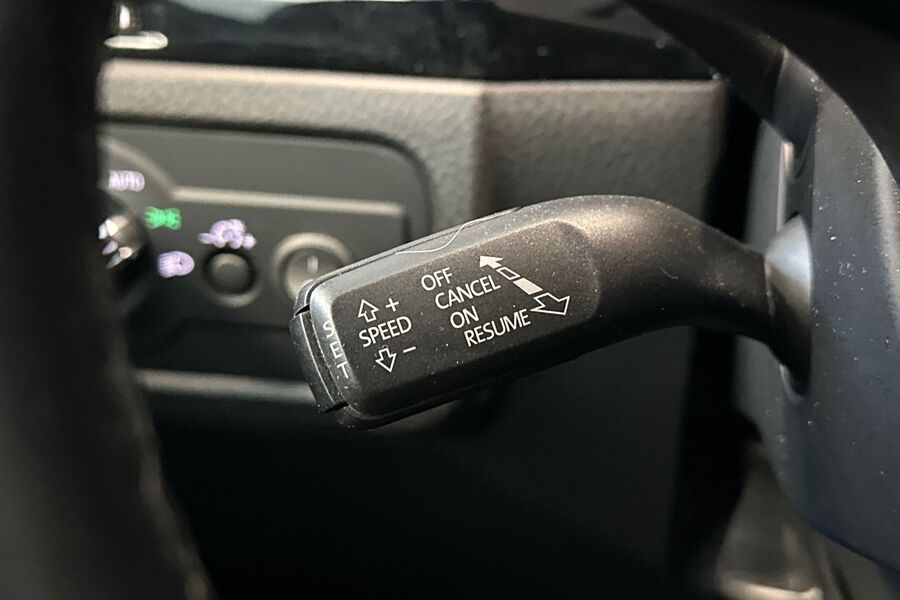 AUTO
OFF
CANCEL
ON
RESUME
+
SPEED
−
SET